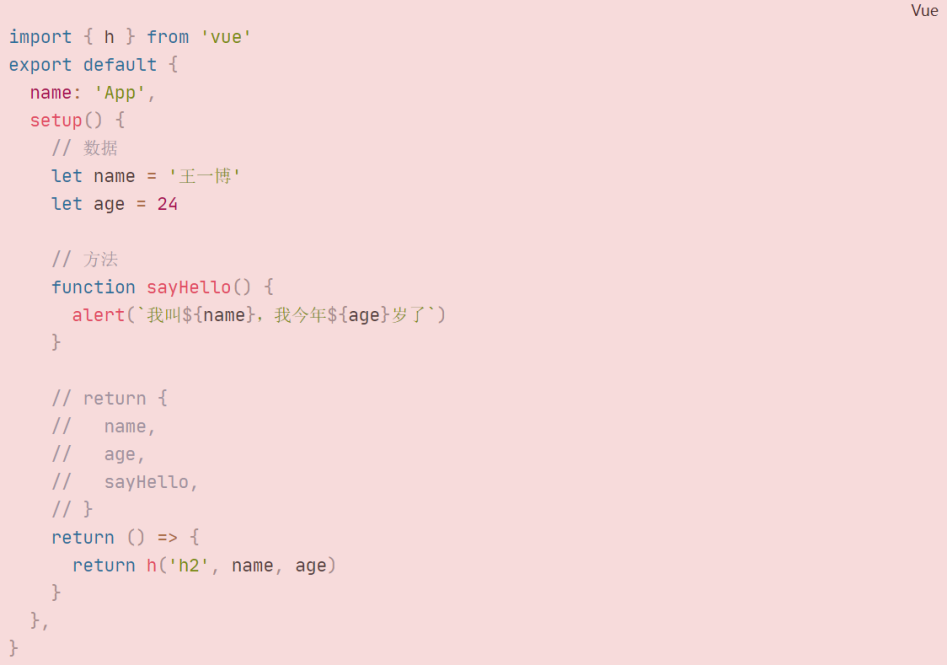 Vue
import { h } from 'vue'
export default {
  name: 'App',
  setup() {
    // 数据
    let name = '王一博'
    let age = 24

    // 方法
    function sayHello() {
      alert(`我叫${name}，我今年${age}岁了`)
    }

    // return {
    //   name,
    //   age,
    //   sayHello,
    // }
    return () => {
      return h('h2', name, age)
    }
  },
}